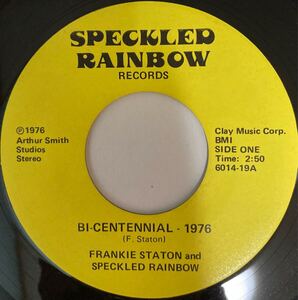 SPECKLED
RAINBOW
RECORDS
Ⓟ1976
Arthur Smith
Studios
Stereo
Clay Music Corp.
BMI
SIDE ONE
Time: 2:50
6014-19A
BI-CENTENNIAL - 1976
(F. Staton)
FRANKIE STATON and
SPECKLED RAINBOW